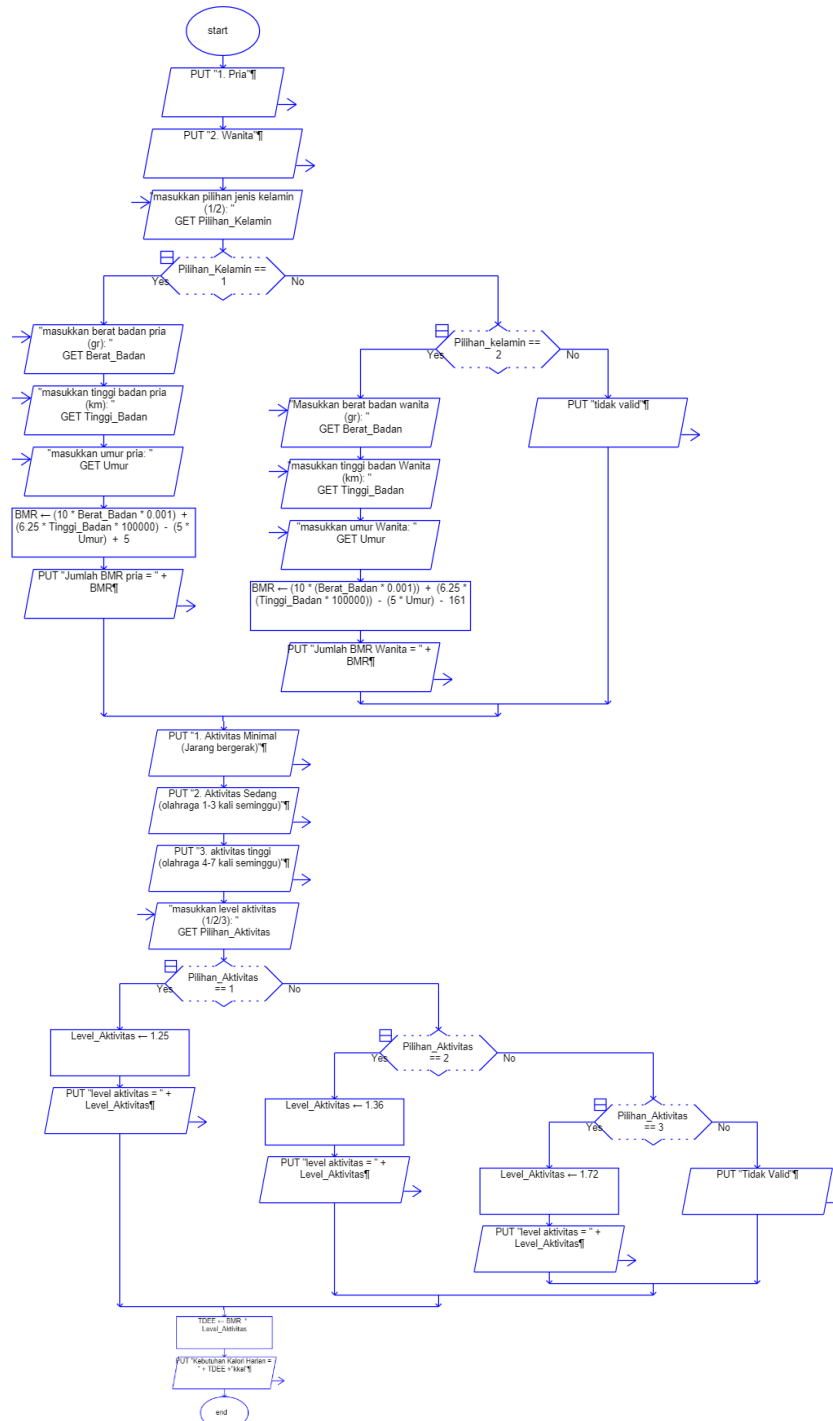 start
PUT "1. Pria"¶
PUT "2. Wanita"¶
"masukkan pilihan jenis kelamin
(1/2): "
GET Pilihan_Kelamin
Pilihan_Kelamin ==
1
Yes
No
"masukkan berat badan pria
(gr): "
GET Berat_Badan
"masukkan tinggi badan pria
(km): "
GET Tinggi_Badan
"masukkan umur pria: "
GET Umur
BMR ← (10 * Berat_Badan * 0.001) +
(6.25 * Tinggi_Badan * 100000) - (5 *
Umur) + 5
PUT "Jumlah BMR pria = " +
BMR¶
Pilihan_kelamin ==
2
Yes
No
"Masukkan berat badan wanita
(gr): "
GET Berat_Badan
"masukkan tinggi badan Wanita
(km): "
GET Tinggi_Badan
"masukkan umur Wanita: "
GET Umur
BMR ← (10 * (Berat_Badan * 0.001)) + (6.25 *
(Tinggi_Badan * 100000)) - (5 * Umur) - 161
PUT "Jumlah BMR Wanita = " +
BMR¶
PUT "tidak valid"¶
PUT "1. Aktivitas Minimal
(Jarang bergerak)"¶
PUT "2. Aktivitas Sedang
(olahraga 1-3 kali seminggu)"¶
PUT "3. aktivitas tinggi
(olahraga 4-7 kali seminggu)"¶
"masukkan level aktivitas
(1/2/3): "
GET Pilihan_Aktivitas
Pilihan_Aktivitas
== 1
Yes
No
Level_Aktivitas ← 1.25
PUT "level aktivitas = " +
Level_Aktivitas¶
Pilihan_Aktivitas
== 2
Yes
No
Level_Aktivitas ← 1.36
PUT "level aktivitas = " +
Level_Aktivitas¶
Pilihan_Aktivitas
== 3
Yes
No
Level_Aktivitas ← 1.72
PUT "level aktivitas = " +
Level_Aktivitas¶
PUT "Tidak Valid"¶
TDEE ← BMR *
Level_Aktivitas
PUT "Kebutuhan Kalori Harian =
" + TDEE +"kkal"¶
end